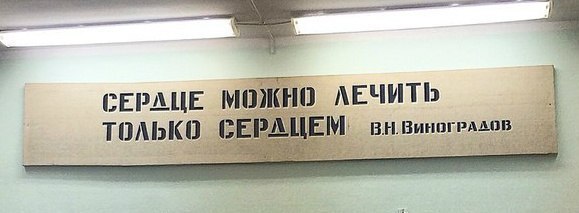 СЕРДЦЕ МОЖНО ЛЕЧИТЬ
ТОЛЬКО СЕРДЦЕМ В.Н.ВИНОГРАДОВ